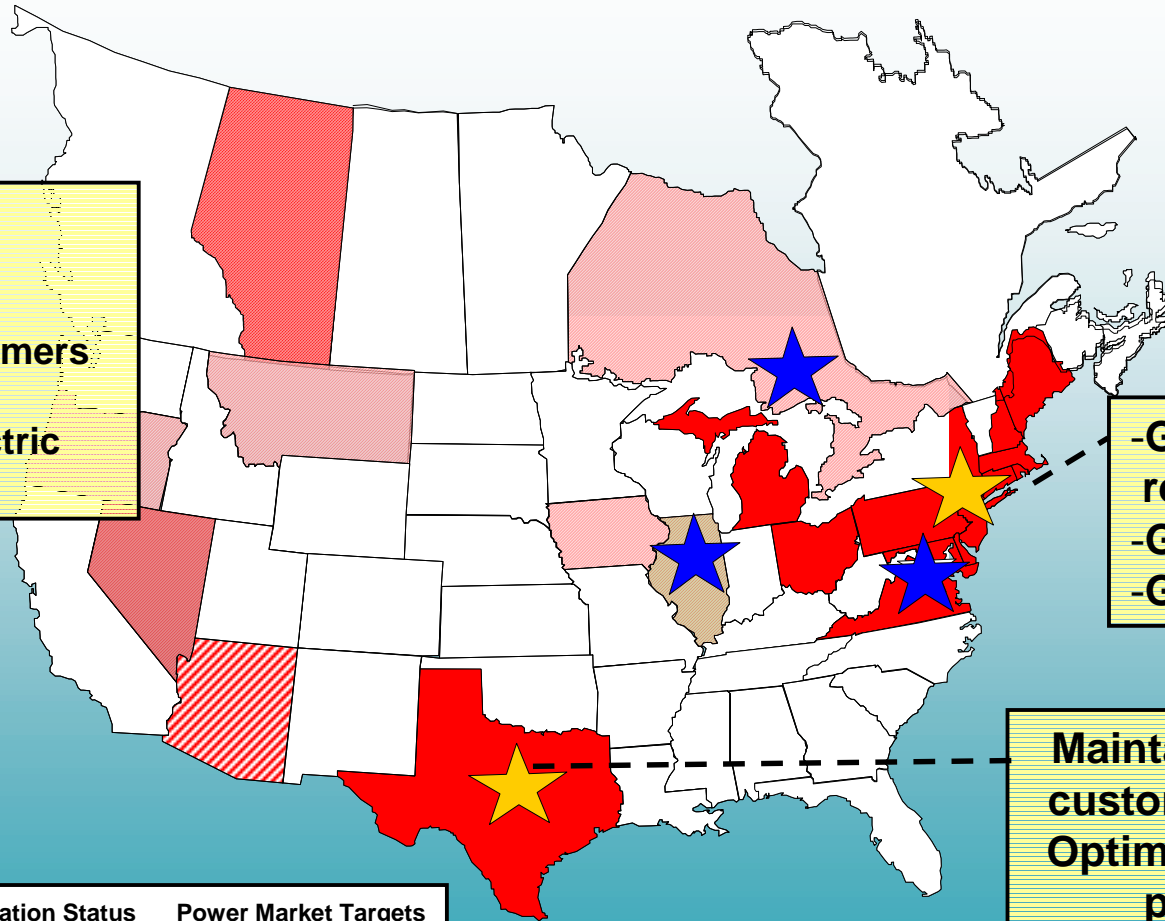 mers
tric
-G
re
-G
-G
Mainta
custo
Optim
p
ation Status Power Market Targets